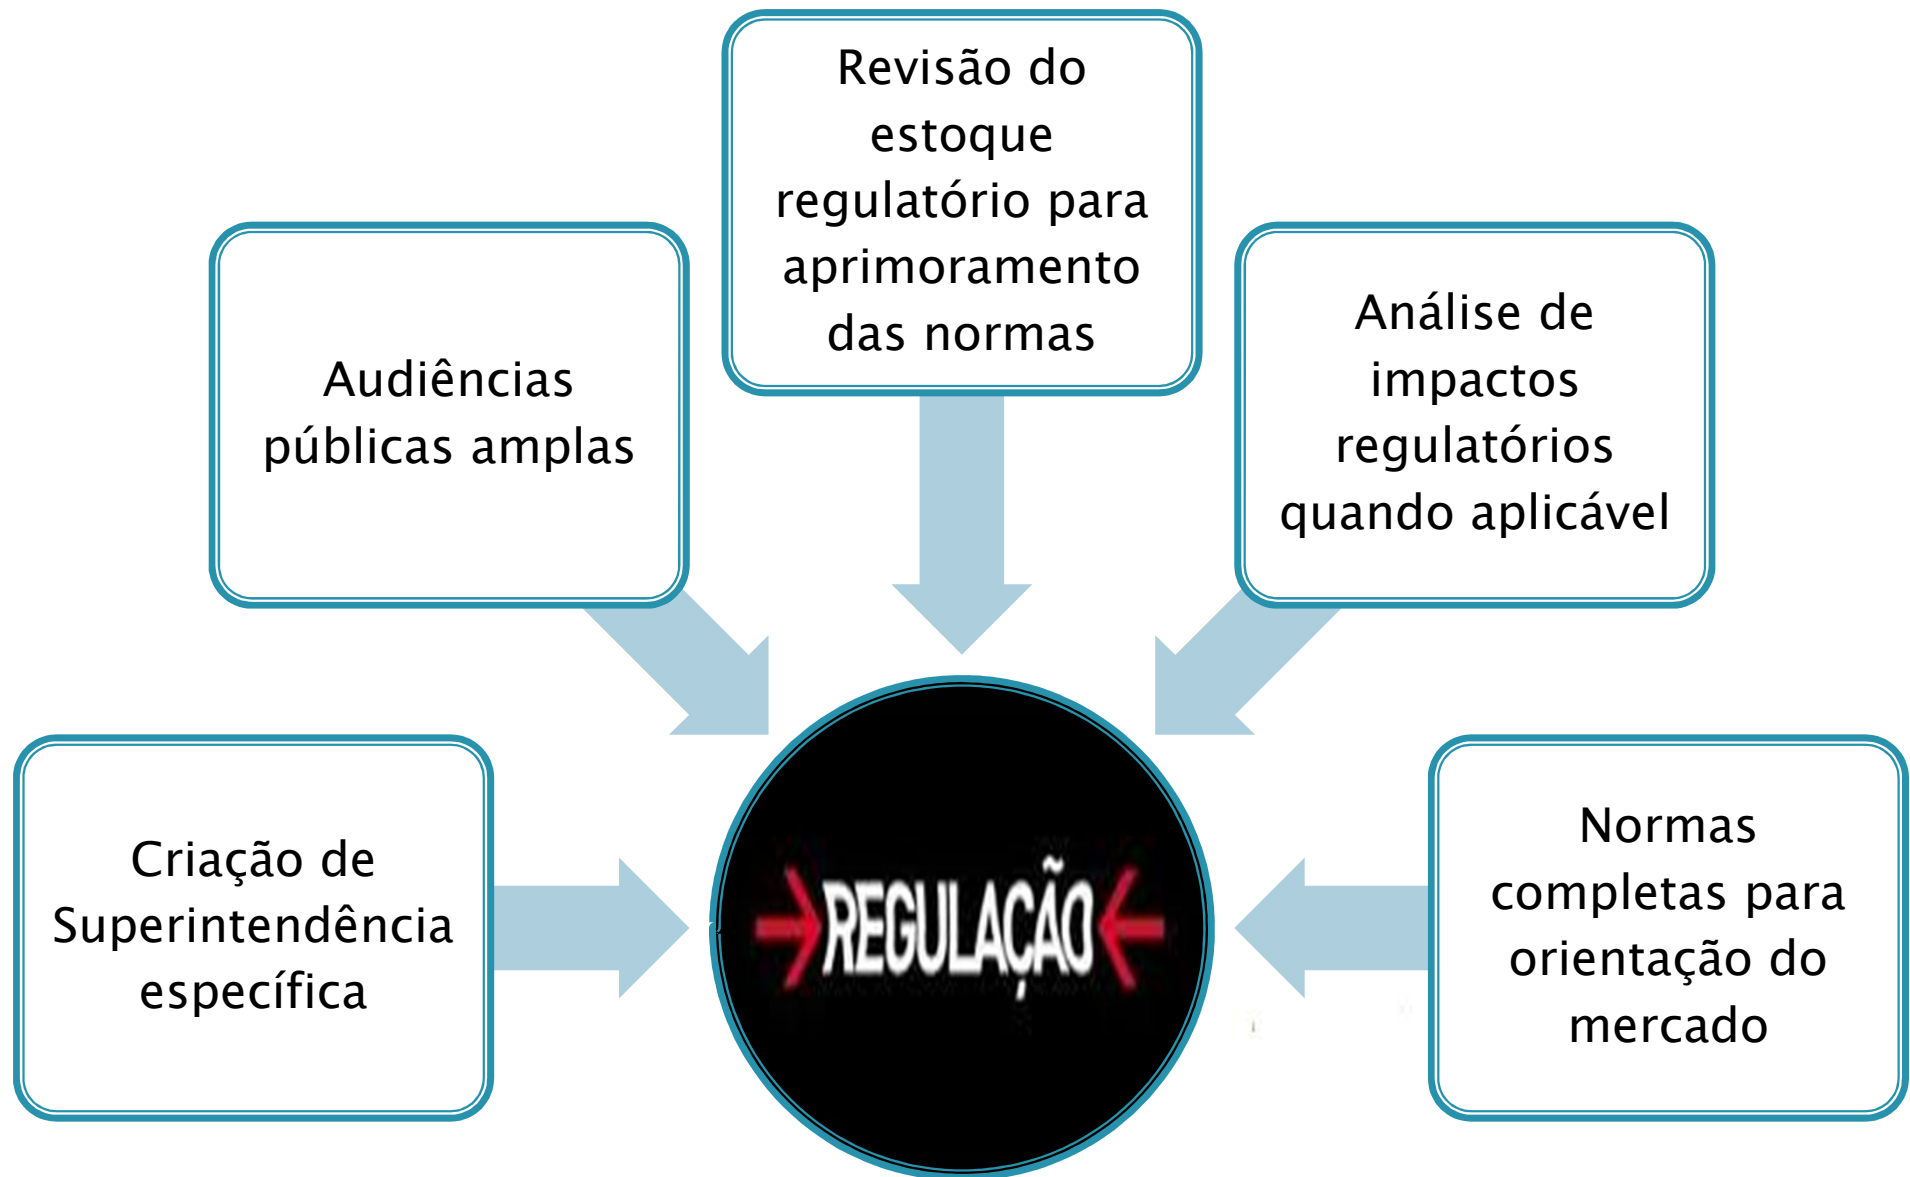 Revisão do
estoque
regulatório para
aprimoramento
das normas
Audiências
públicas amplas
Análise de
impactos
regulatórios
quando aplicável
Criação de
Superintendência
específica
REGULAÇÃO
Normas
completas para
orientação do
mercado